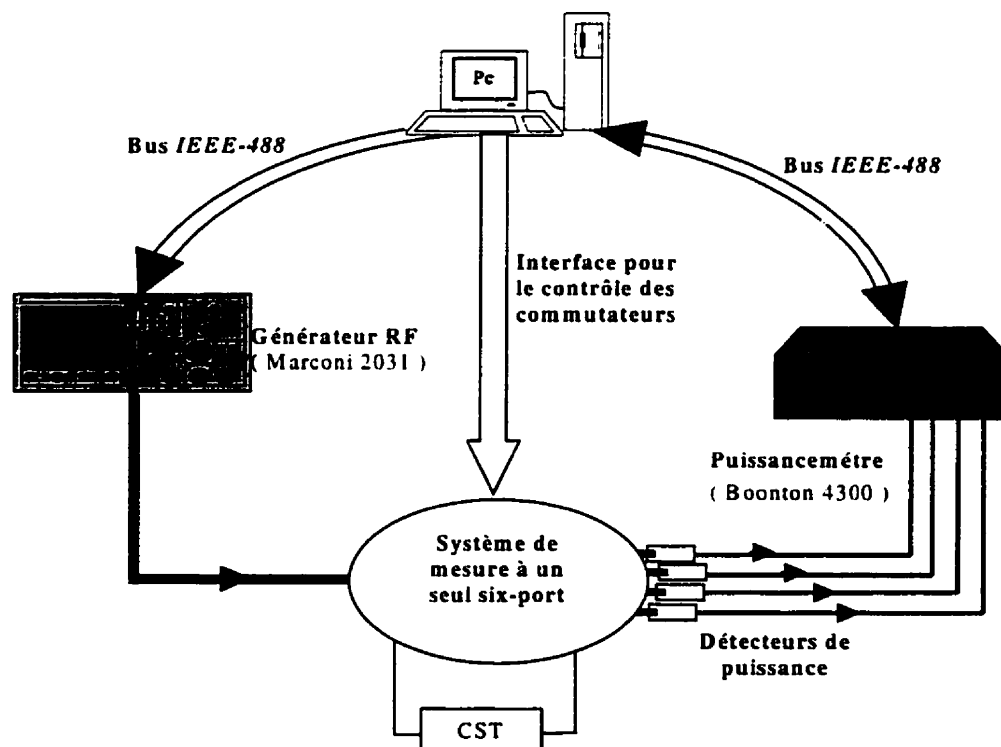 Pc
Bus IEEE-488
Bus IEEE-488
Interface pour
le contrôle des
commutateurs
Générateur RF
( Marconi 2031 )
Puissancemétre
( Boonton 4300 )
Système de
mesure à un
seul six-port
Détecteurs de
puissance
CST